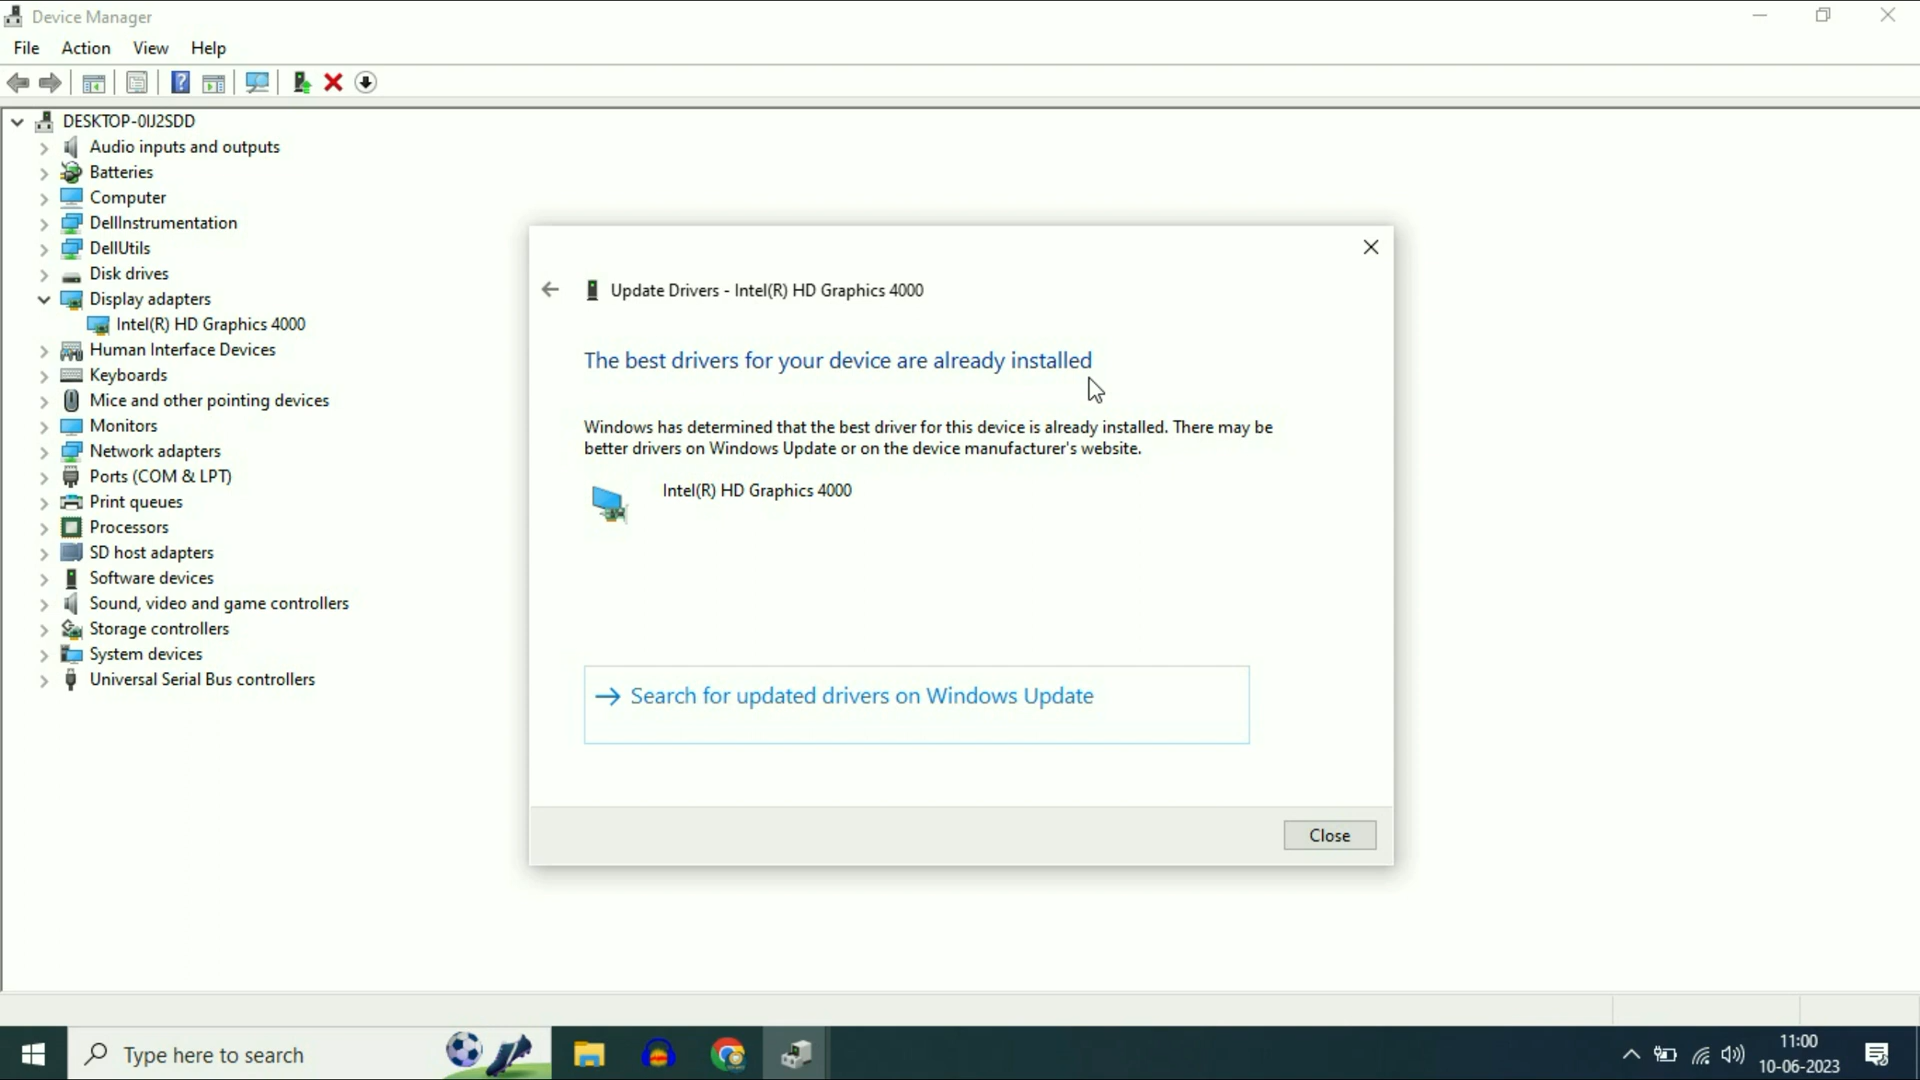 Device Manager
File Action View Help
DESKTOP-0IJ2SDD
Audio inputs and outputs
Batteries
Computer
DellInstrumentation
DellUtils
Disk drives
Display adapters
Intel(R) HD Graphics 4000
Human Interface Devices
Keyboards
Mice and other pointing devices
Monitors
Network adapters
Ports (COM & LPT)
Print queues
Processors
SD host adapters
Software devices
Sound, video and game controllers
Storage controllers
System devices
Universal Serial Bus controllers
Update Drivers - Intel(R) HD Graphics 4000
The best drivers for your device are already installed
Windows has determined that the best driver for this device is already installed. There may be
better drivers on Windows Update or on the device manufacturer's website.
Intel(R) HD Graphics 4000
Search for updated drivers on Windows Update
Close
Type here to search
11:00
10-06-2023